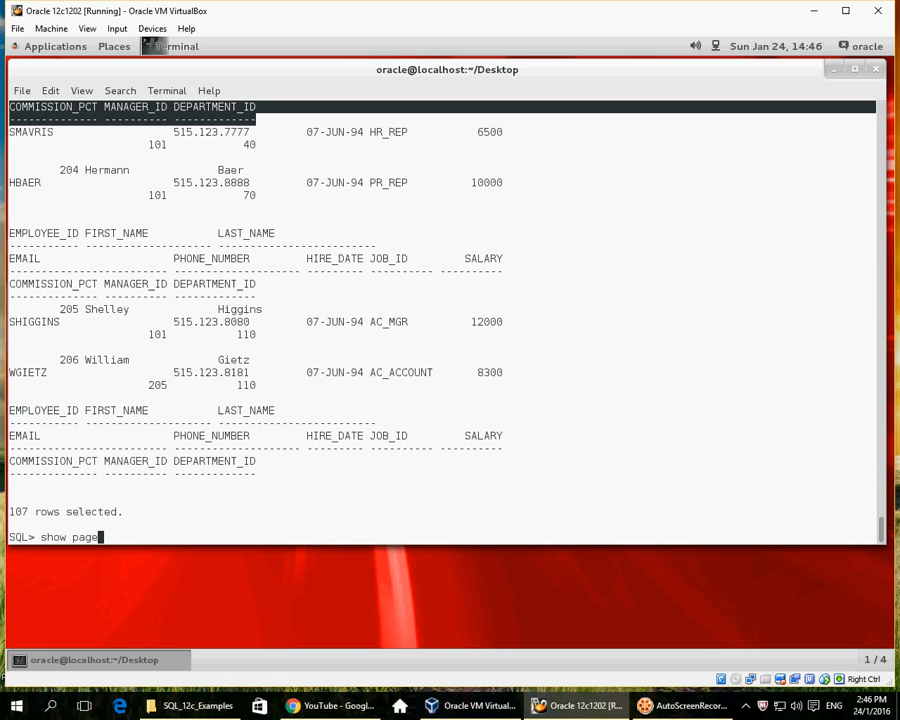 Oracle 12c1202 [Running] - Oracle VM VirtualBox
File Machine View Input Devices Help
Applications Places Terminal Sun Jan 24, 14:46 oracle
oracle@localhost:~/Desktop
File Edit View Search Terminal Help
COMMISSION_PCT MANAGER_ID DEPARTMENT_ID
-------------- ---------- -------------
SMAVRIS 515.123.7777 07-JUN-94 HR_REP 6500
101 40
204 Hermann Baer
HBAER 515.123.8888 07-JUN-94 PR_REP 10000
101 70
EMPLOYEE_ID FIRST_NAME LAST_NAME
----------- -------------------- -------------------------
EMAIL PHONE_NUMBER HIRE_DATE JOB_ID SALARY
------------------------- -------------------- --------- ---------- ----------
COMMISSION_PCT MANAGER_ID DEPARTMENT_ID
-------------- ---------- -------------
205 Shelley Higgins
SHIGGINS 515.123.8080 07-JUN-94 AC_MGR 12000
101 110
206 William Gietz
WGIETZ 515.123.8181 07-JUN-94 AC_ACCOUNT 8300
205 110
EMPLOYEE_ID FIRST_NAME LAST_NAME
----------- -------------------- -------------------------
EMAIL PHONE_NUMBER HIRE_DATE JOB_ID SALARY
------------------------- -------------------- --------- ---------- ----------
COMMISSION_PCT MANAGER_ID DEPARTMENT_ID
-------------- ---------- -------------
107 rows selected.
SQL> show page
oracle@localhost:~/Desktop 1 / 4
Right Ctrl
SQL_12c_Examples YouTube - Googl... Oracle VM Virtual... Oracle 12c1202 [R... AutoScreenRecor... ENG 2:46 PM
24/1/2016